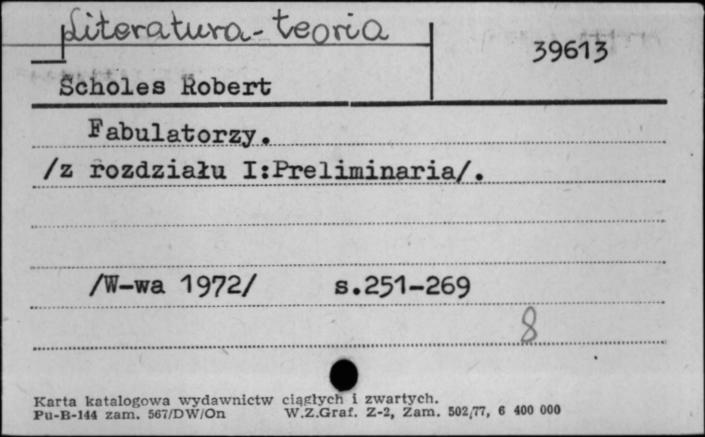 Literatura-teoria
39613
Scholes Robert
Fabulatorzy.
/z rozdziału I:Preliminaria/.
/W-wa 1972/ s.251-269
8
Karta katalogowa wydawnictw ciągłych i zwartych.
Pu-B-144 zam. 567/DW/On W.Z.Graf. Z-2, Zam. 502/77, 6 400 000